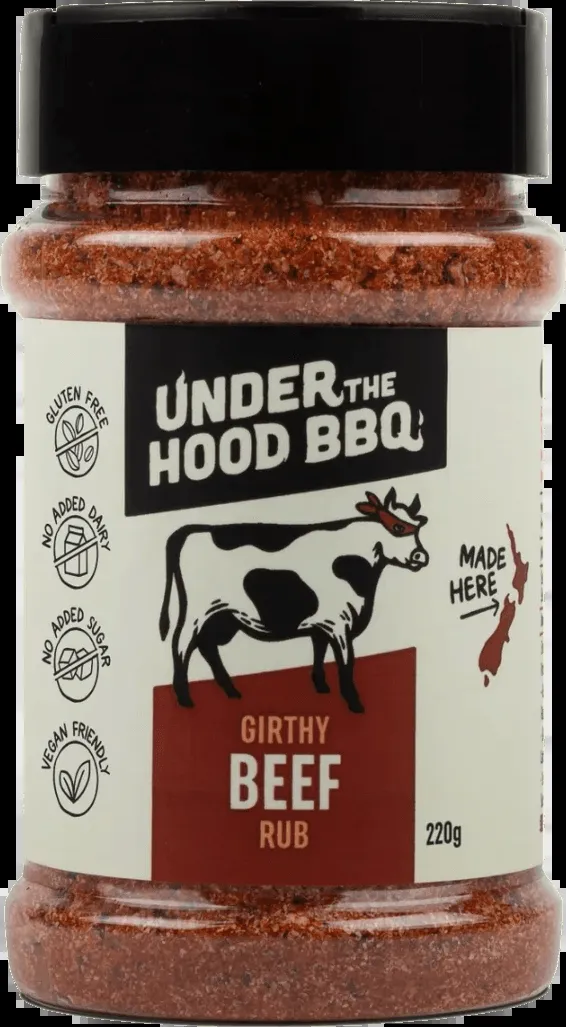 UNDER THE
HOOD BBQ
GLUTEN FREE
NO ADDED DAIRY
NO ADDED SUGAR
VEGAN FRIENDLY
MADE
HERE
GIRTHY
BEEF
RUB
220g